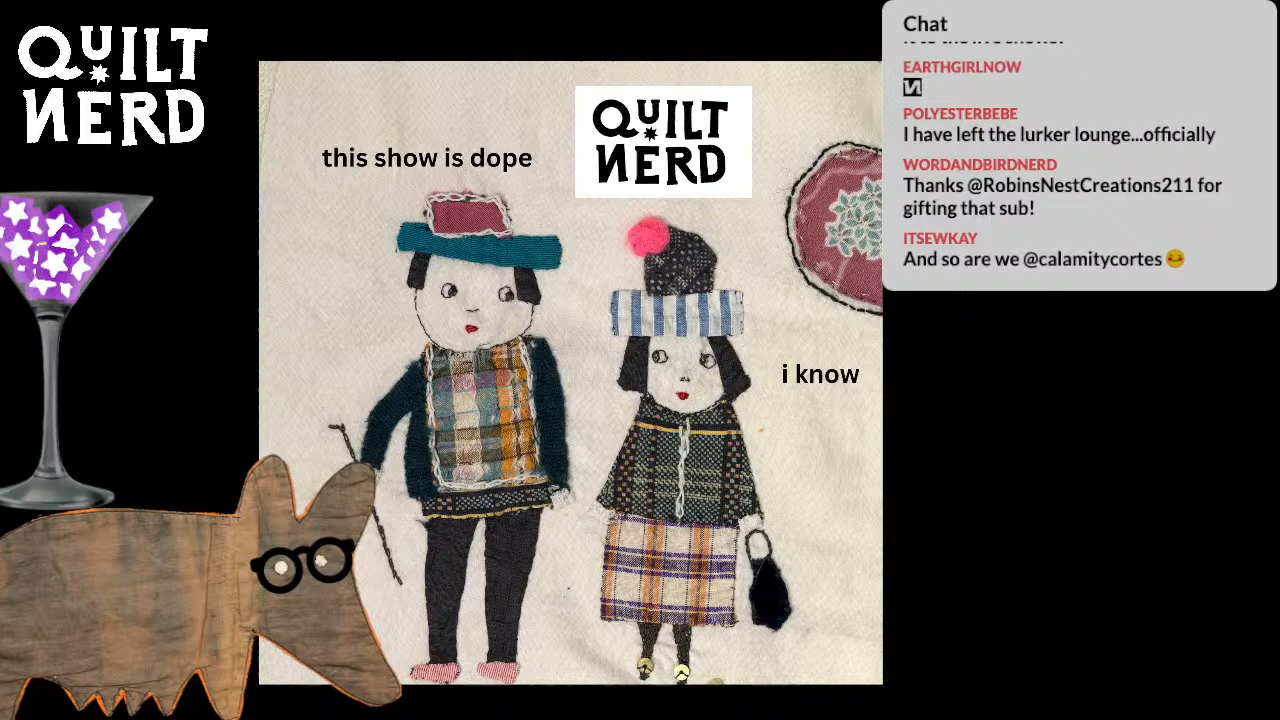 QUILT
NERD
this show is dope
QUILT
NERD
i know
Chat
EARTHGIRLNOW
N
POLYESTERBEBE
I have left the lurker lounge...officially
WORDANDBIRDNERD
Thanks @RobinsNestCreations211 for
gifting that sub!
ITSEWKAY
And so are we @calamitycortes